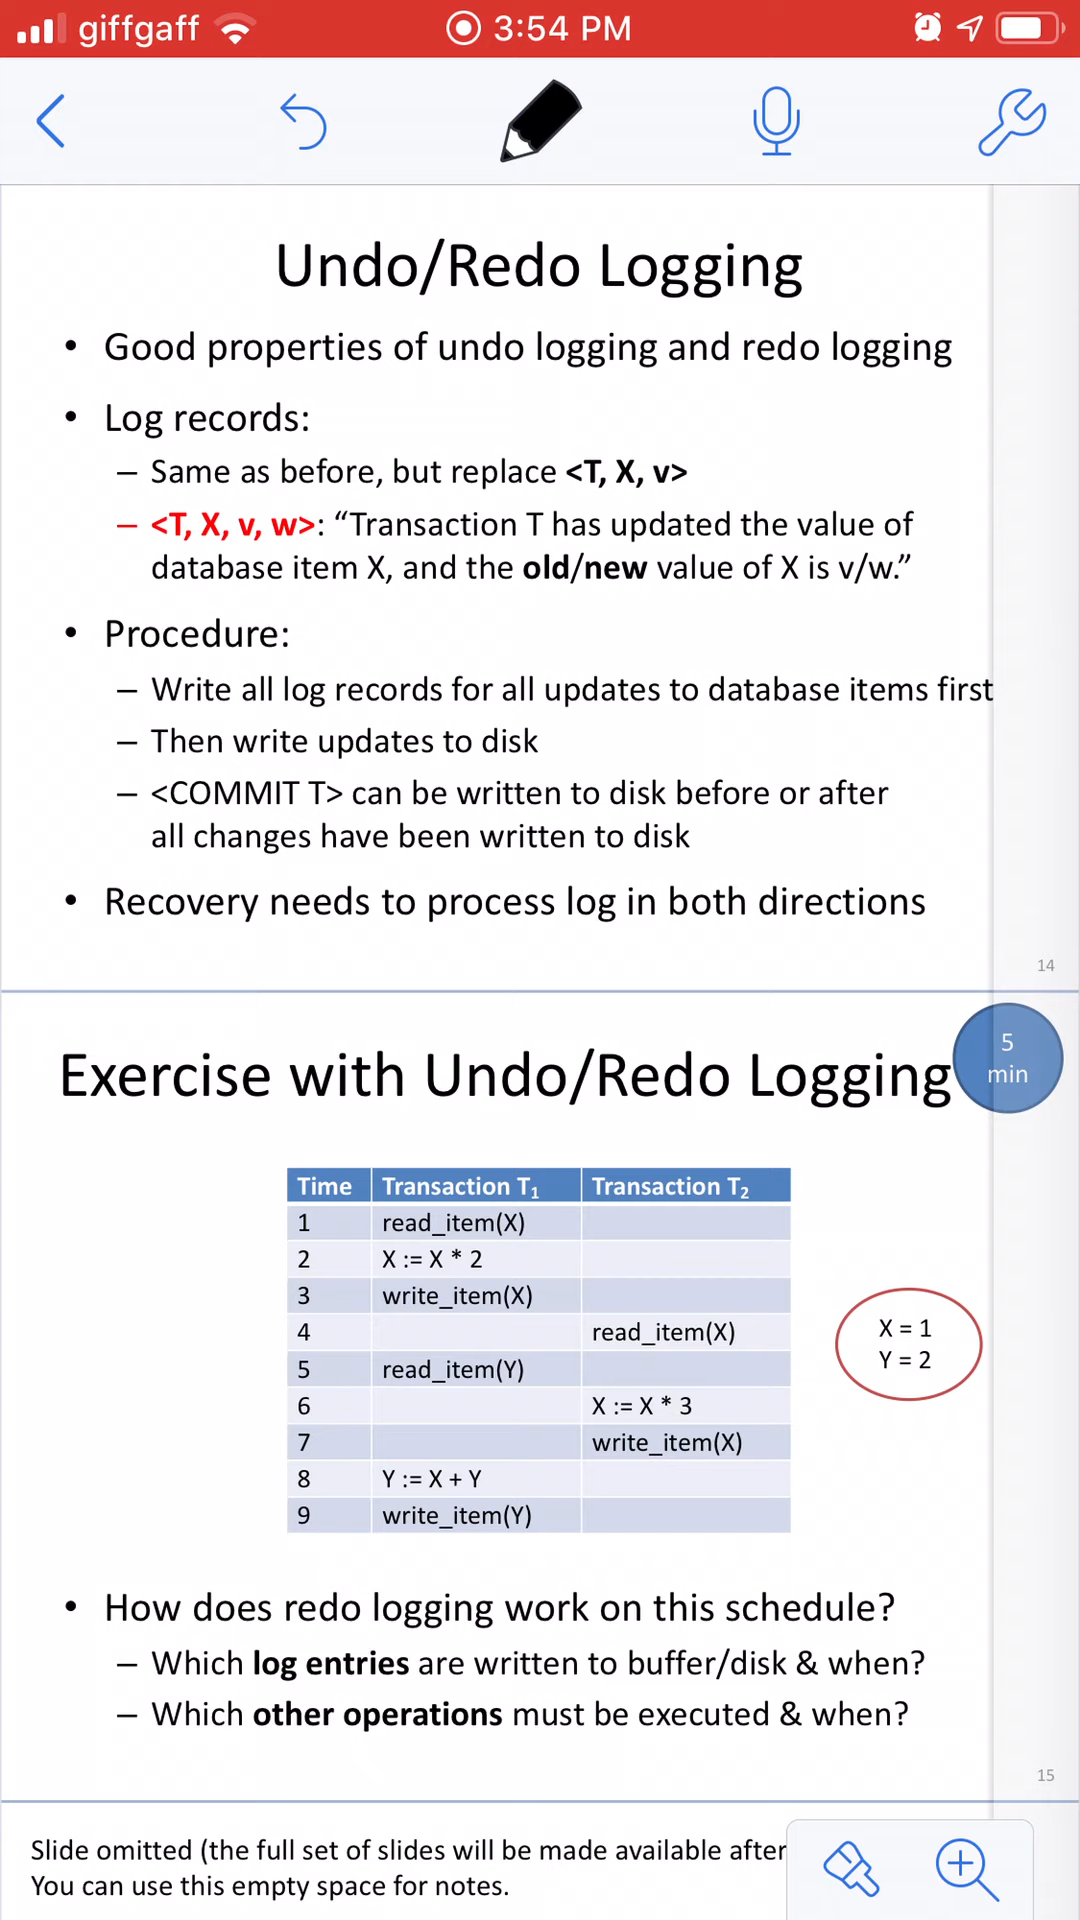 giffgaff 3:54 PM
Undo/Redo Logging
• Good properties of undo logging and redo logging
• Log records:
– Same as before, but replace <T, X, v>
– <T, X, v, w>: “Transaction T has updated the value of
database item X, and the old/new value of X is v/w.”
• Procedure:
– Write all log records for all updates to database items first
– Then write updates to disk
– <COMMIT T> can be written to disk before or after
all changes have been written to disk
• Recovery needs to process log in both directions
14
5
min
Exercise with Undo/Redo Logging
Time Transaction T₁ Transaction T₂
1 read_item(X)
2 X := X * 2
3 write_item(X)
4 read_item(X)
5 read_item(Y)
6 X := X * 3
7 write_item(X)
8 Y := X + Y
9 write_item(Y)
X = 1
Y = 2
• How does redo logging work on this schedule?
– Which log entries are written to buffer/disk & when?
– Which other operations must be executed & when?
15
Slide omitted (the full set of slides will be made available after
You can use this empty space for notes.